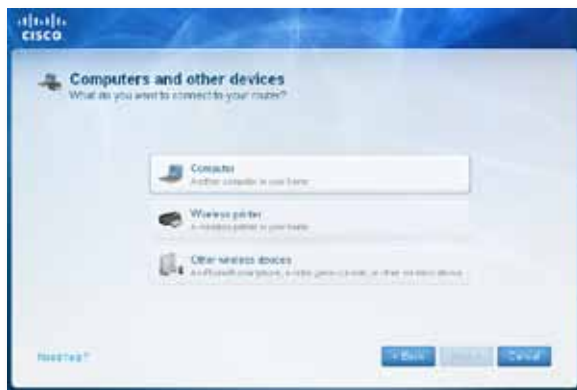 CISCO
Computers and other devices
What do you want to connect to your router?
Computer
Another computer in your home
Wireless printer
A wireless printer in your home
Other wireless devices
Need help?
< Back
Next >
Cancel